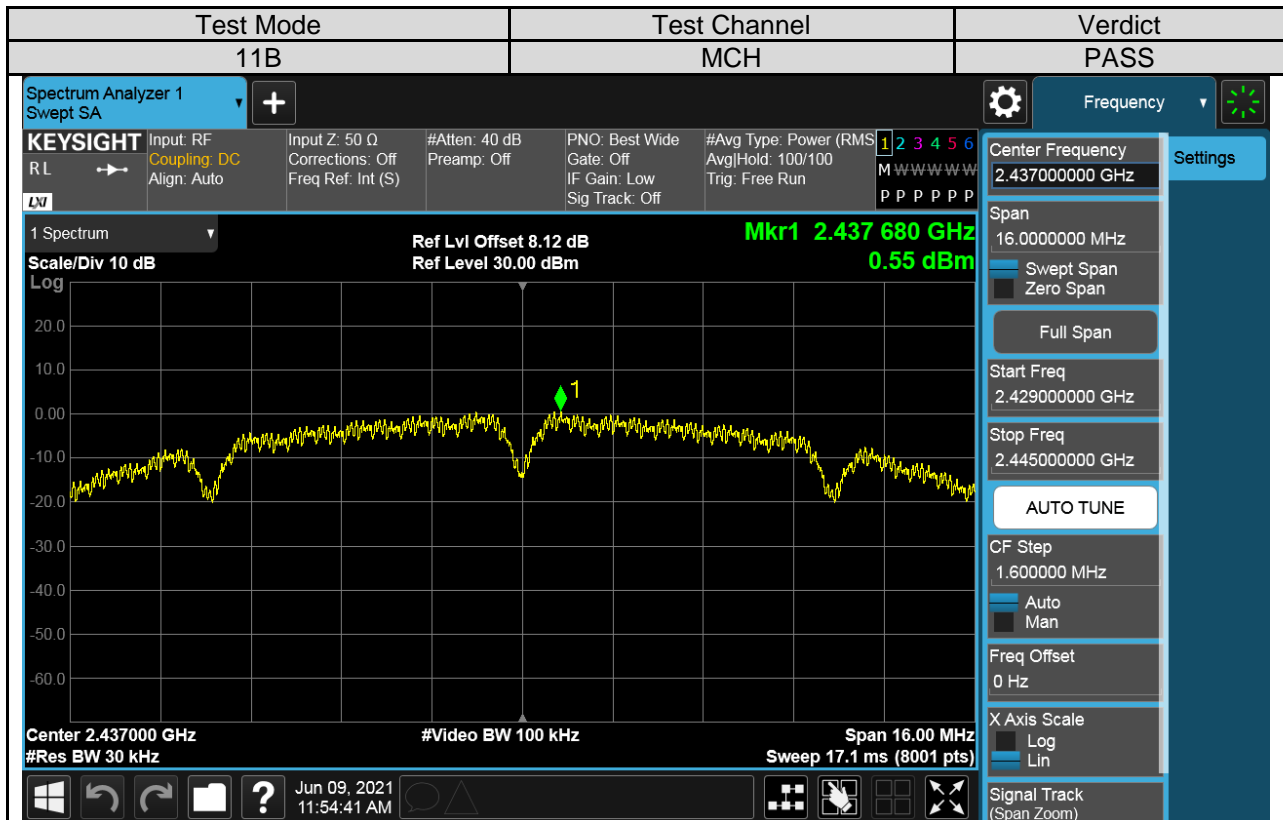 Test Mode Test Channel Verdict
11B MCH PASS
Spectrum Analyzer 1
Swept SA
+
Frequency
KEYSIGHT Input: RF Input Z: 50 Ω #Atten: 40 dB PNO: Best Wide #Avg Type: Power (RMS 1 2 3 4 5 6
R L Coupling: DC Corrections: Off Preamp: Off Gate: Off Avg|Hold: 100/100 M W W W W W
Align: Auto Freq Ref: Int (S) IF Gain: Low Trig: Free Run
LXI Sig Track: Off P P P P P P
1 Spectrum Ref Lvl Offset 8.12 dB Mkr1 2.437 680 GHz
Scale/Div 10 dB Ref Level 30.00 dBm 0.55 dBm
Log
1
20.0
10.0
0.00
-10.0
-20.0
-30.0
-40.0
-50.0
-60.0
Center 2.437000 GHz #Video BW 100 kHz Span 16.00 MHz
#Res BW 30 kHz Sweep 17.1 ms (8001 pts)
Center Frequency
2.437000000 GHz
Settings
Span
16.0000000 MHz
Swept Span
Zero Span
Full Span
Start Freq
2.429000000 GHz
Stop Freq
2.445000000 GHz
AUTO TUNE
CF Step
1.600000 MHz
Auto
Man
Freq Offset
0 Hz
X Axis Scale
Log
Lin
Signal Track
(Span Zoom)
?
Jun 09, 2021
11:54:41 AM